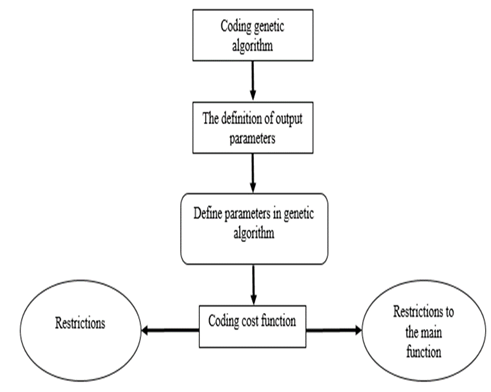 Coding genetic
algorithm
The definition of output
parameters
Define parameters in genetic
algorithm
Restrictions
Coding cost function
Restrictions to
the main
function